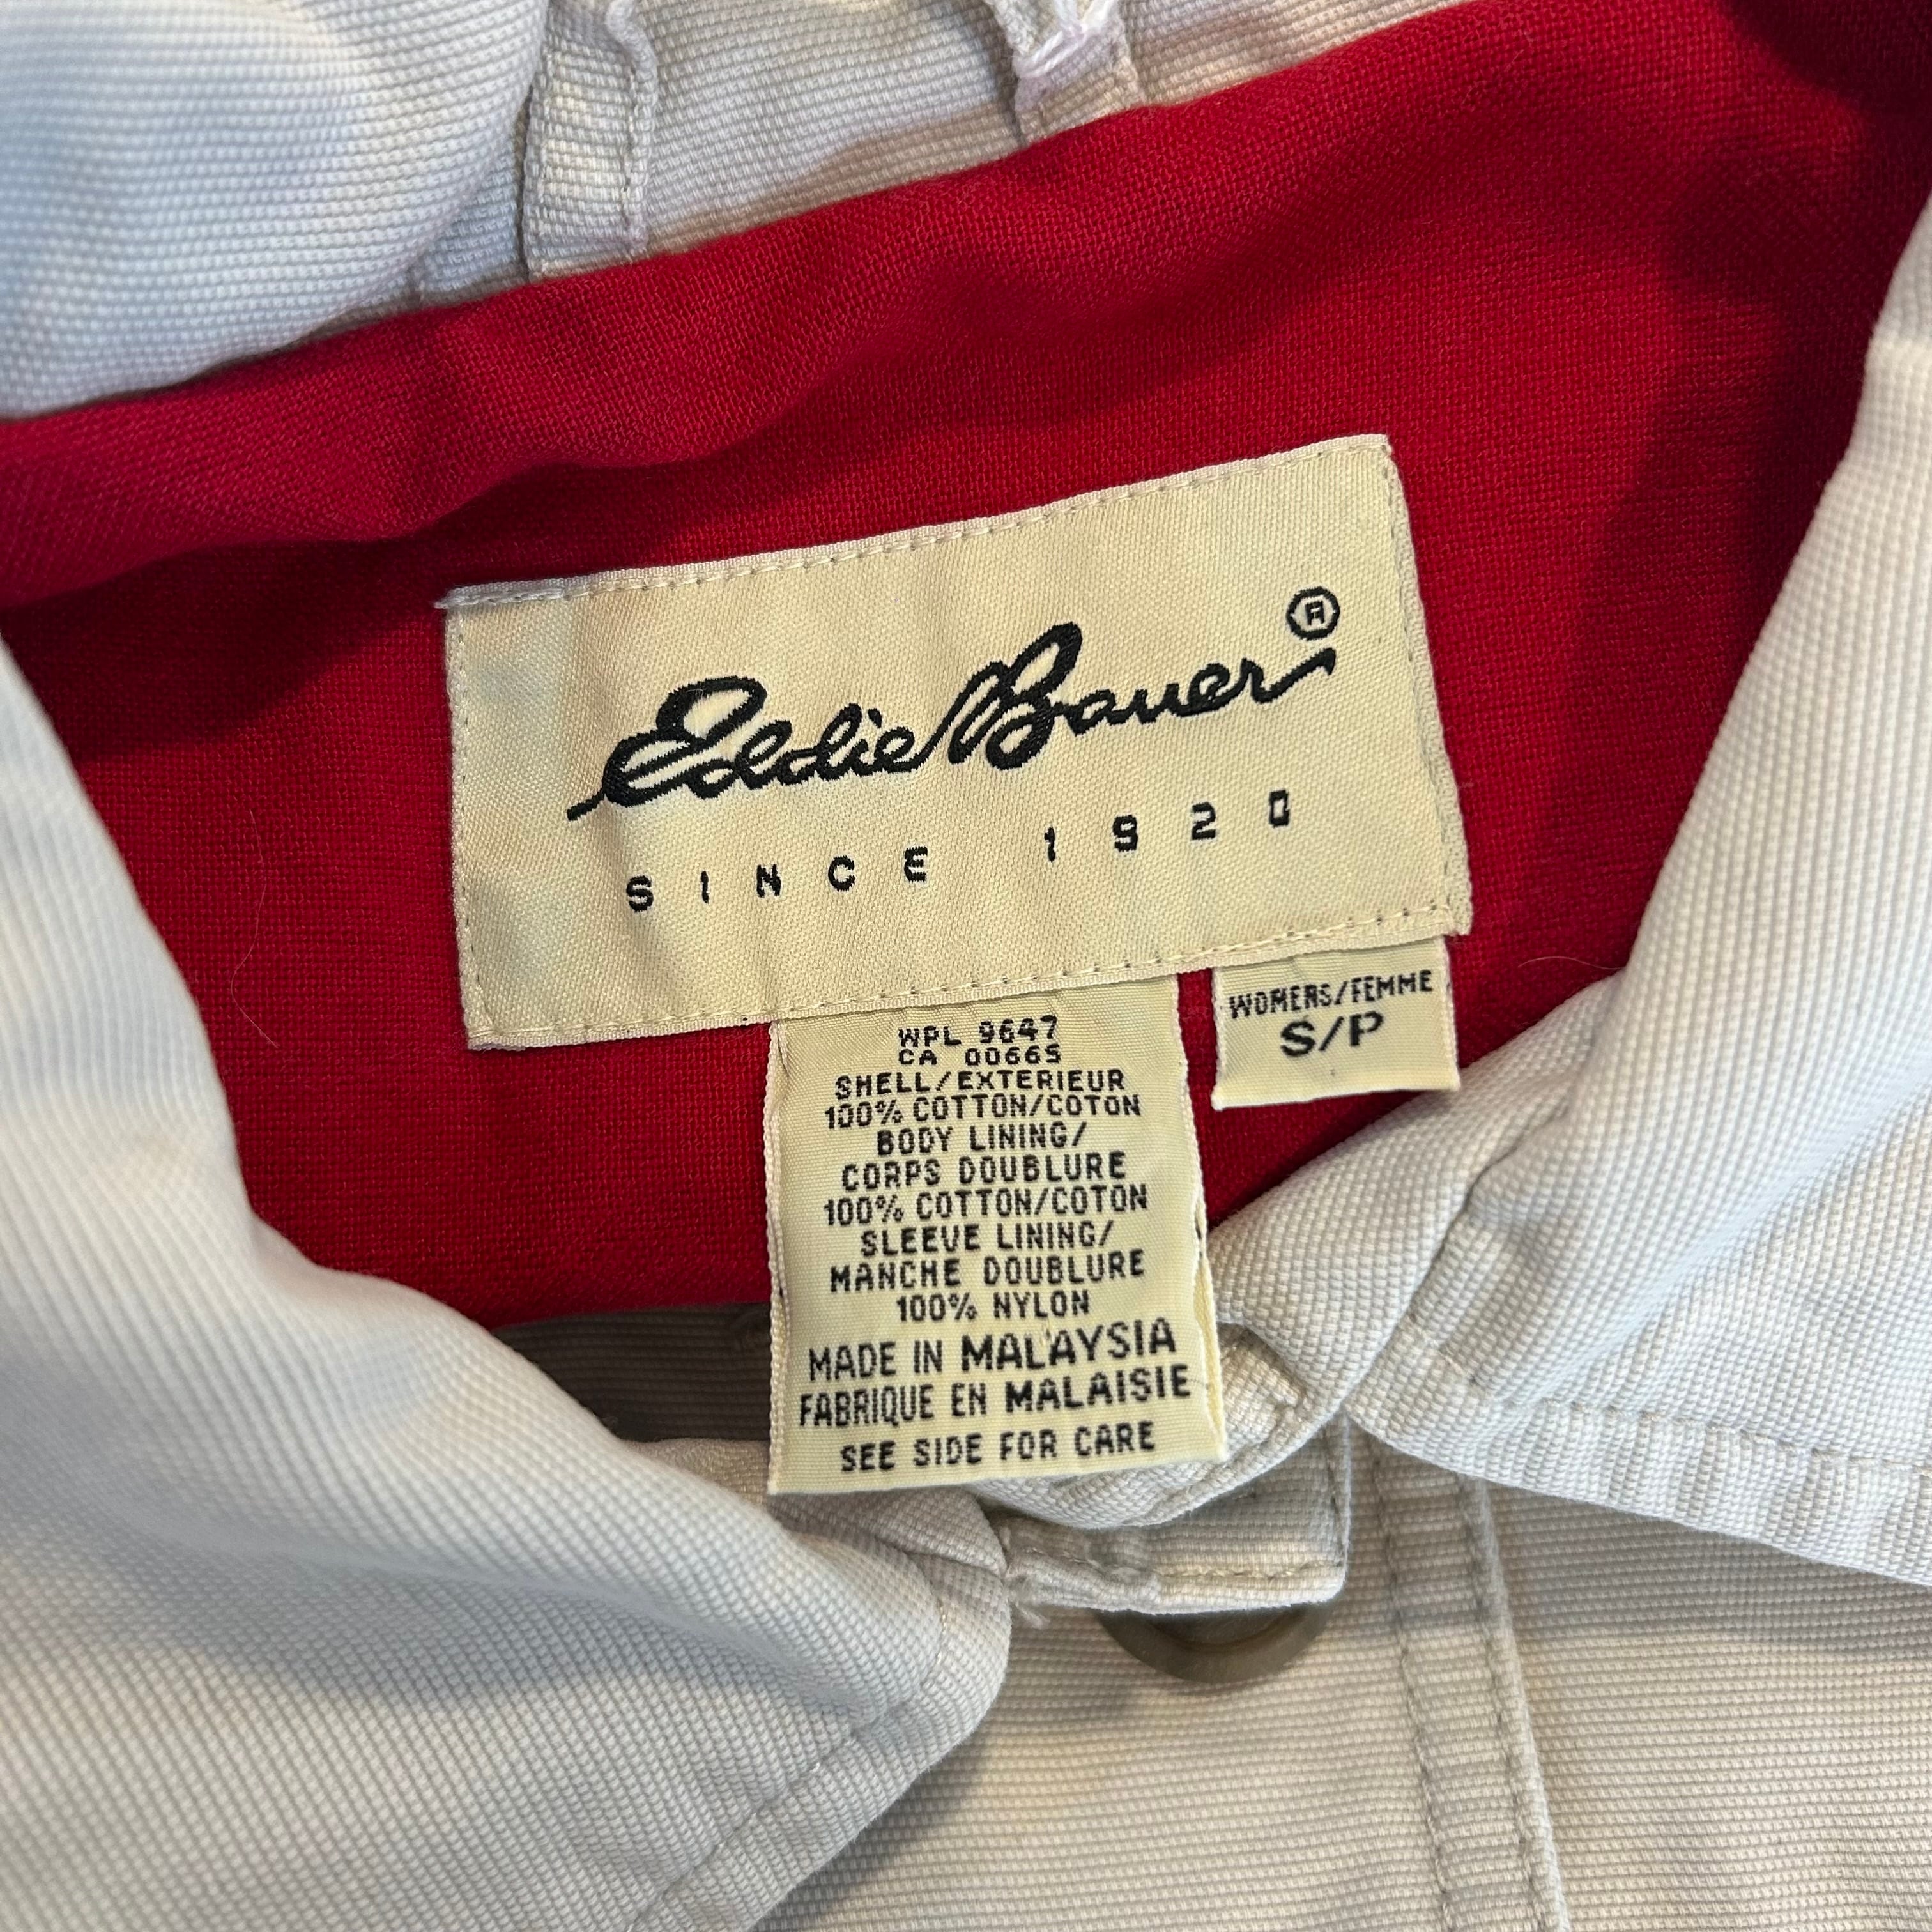 Eddie Bauer®
SINCE 1920
WOMENS/FEMME
S/P
WPL 9647
CA 00665
SHELL/EXTERIEUR
100% COTTON/COTON
BODY LINING/
CORPS DOUBLURE
100% COTTON/COTON
SLEEVE LINING/
MANCHE DOUBLURE
100% NYLON
MADE IN MALAYSIA
FABRIQUE EN MALAISIE
SEE SIDE FOR CARE